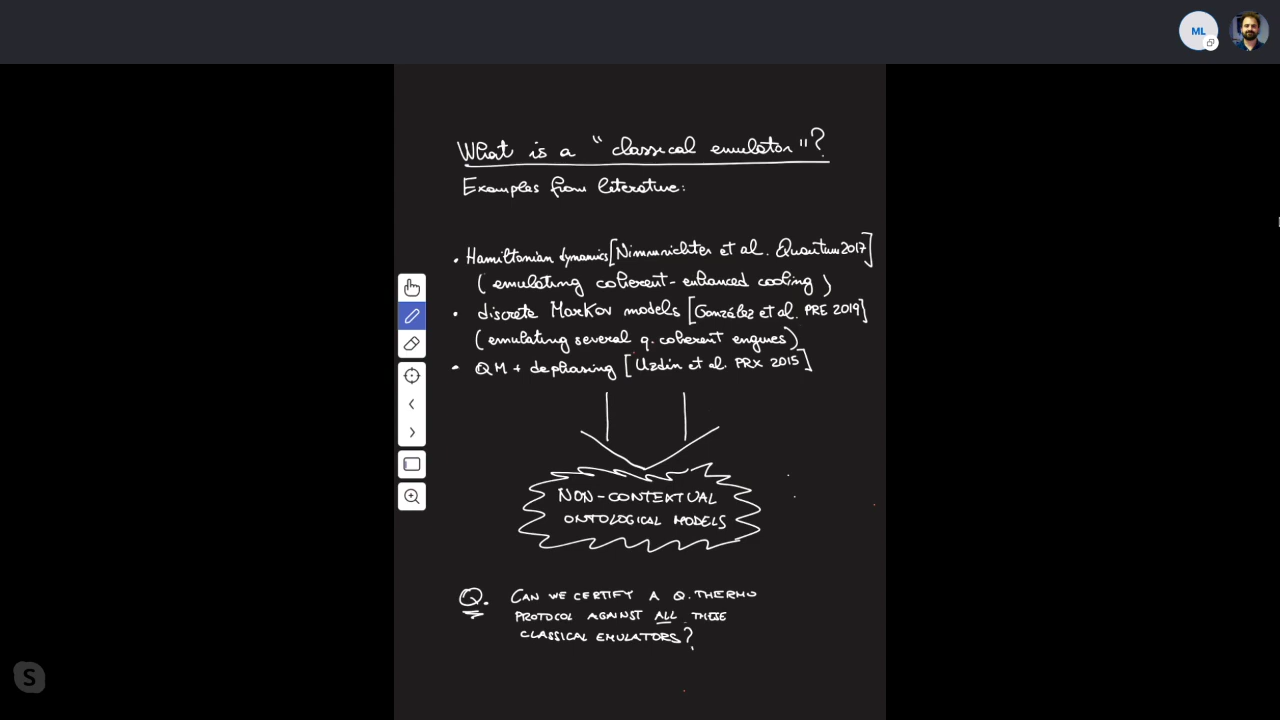 ML
What is a "classical emulator"?
Examples from literature:
• Hamiltonian dynamics [Nimmrichter et al. Quantum 2017]
(emulating coherent-enhanced cooling)
• discrete Markov models [González et al. PRE 2019]
(emulating several q. coherent engines)
• QM + dephasing [Uzdin et al. PRX 2015]
NON-CONTEXTUAL
ONTOLOGICAL MODELS
Q. CAN WE CERTIFY A Q. THERMO
PROTOCOL AGAINST ALL THESE
CLASSICAL EMULATORS?
S